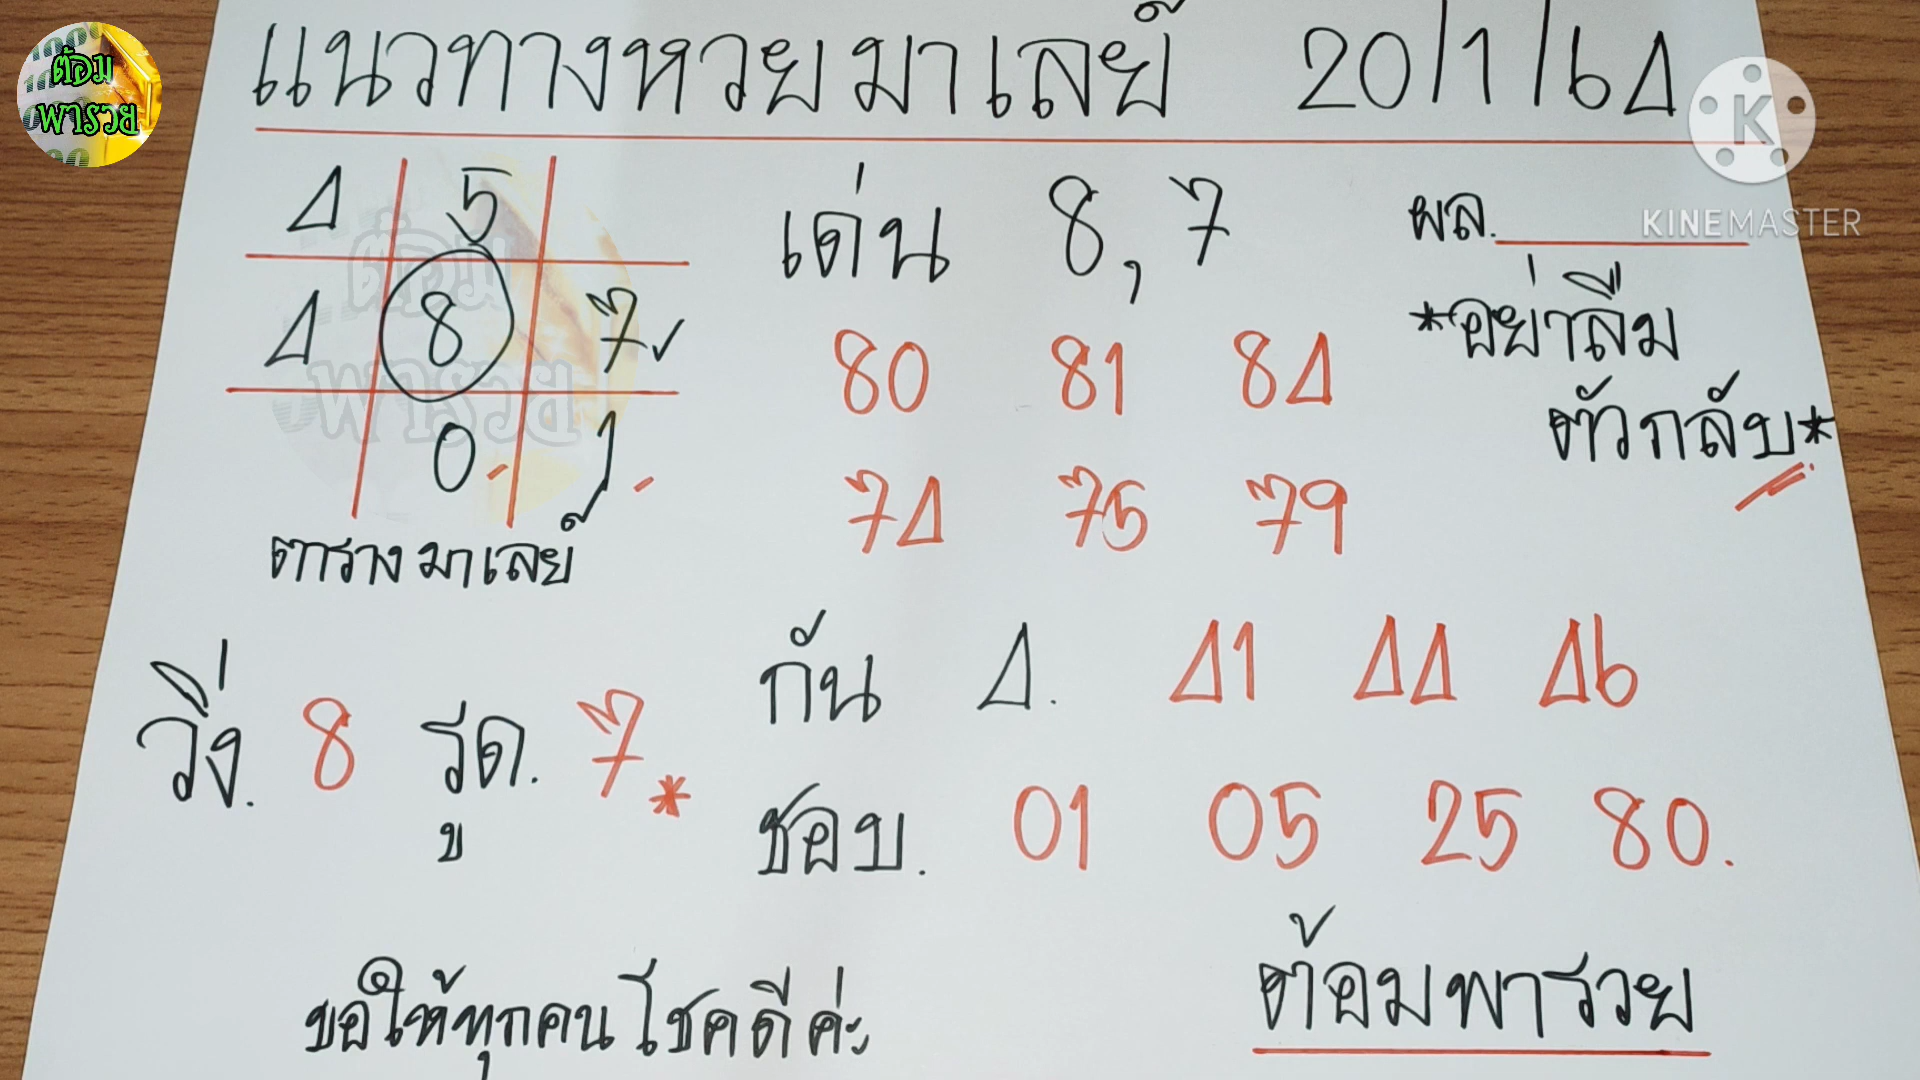 ต้อม
พารวย
แนวทางหวยมาเลย์ 20/1/64
KINEMASTER
4 5
4 8 7
0 1
ตารางมาเลย์
เด่น 8,7
80 81 84
74 75 79
ผล.
*อย่าลืม
ตัวกลับ*
วิ่ง. 8 รูด. 7*
บ
กัน 4. 41 44 46
ชอบ. 01 05 25 80.
ขอให้ทุกคนโชคดีค่ะ
ต้อมพารวย